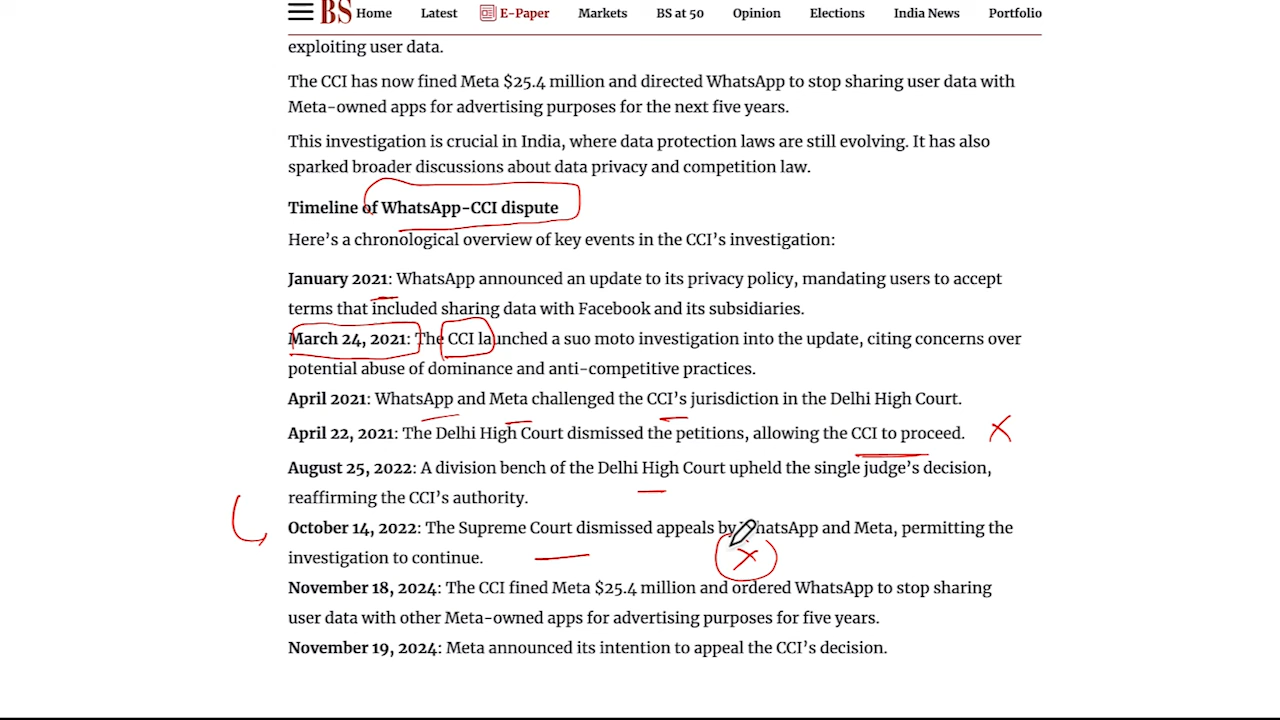 BS Home Latest E-Paper Markets BS at 50 Opinion Elections India News Portfolio
exploiting user data.
The CCI has now fined Meta $25.4 million and directed WhatsApp to stop sharing user data with
Meta-owned apps for advertising purposes for the next five years.
This investigation is crucial in India, where data protection laws are still evolving. It has also
sparked broader discussions about data privacy and competition law.
Timeline of WhatsApp-CCI dispute
Here's a chronological overview of key events in the CCI's investigation:
January 2021: WhatsApp announced an update to its privacy policy, mandating users to accept
terms that included sharing data with Facebook and its subsidiaries.
March 24, 2021: The CCI launched a suo moto investigation into the update, citing concerns over
potential abuse of dominance and anti-competitive practices.
April 2021: WhatsApp and Meta challenged the CCI's jurisdiction in the Delhi High Court.
April 22, 2021: The Delhi High Court dismissed the petitions, allowing the CCI to proceed.
August 25, 2022: A division bench of the Delhi High Court upheld the single judge's decision,
reaffirming the CCI's authority.
October 14, 2022: The Supreme Court dismissed appeals by WhatsApp and Meta, permitting the
investigation to continue.
November 18, 2024: The CCI fined Meta $25.4 million and ordered WhatsApp to stop sharing
user data with other Meta-owned apps for advertising purposes for five years.
November 19, 2024: Meta announced its intention to appeal the CCI's decision.